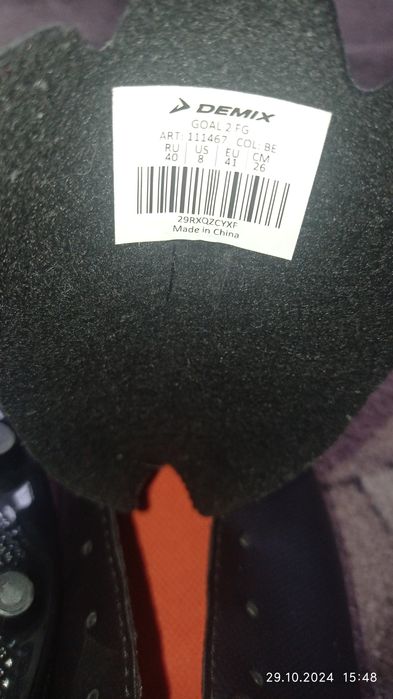 DEMIX
GOAL 2 FG
ART: 111467 COL: BE
RU US EU CM
40 8 41 26
29RXQZCYXF
Made in China
29.10.2024 15:48